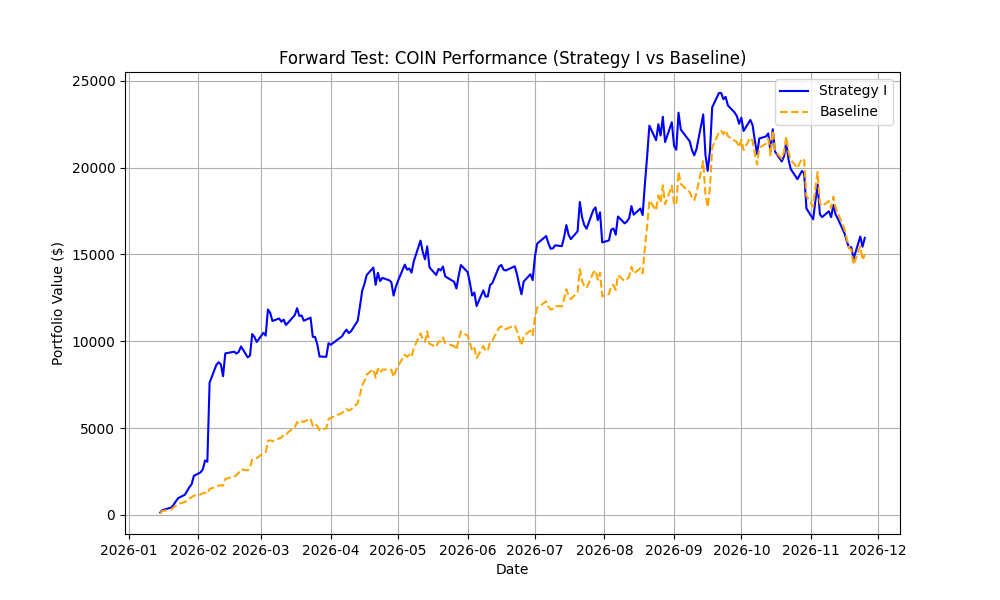 Forward Test: COIN Performance (Strategy I vs Baseline)
Strategy I
Baseline
Portfolio Value ($)
25000
20000
15000
10000
5000
0
2026-01 2026-02 2026-03 2026-04 2026-05 2026-06 2026-07 2026-08 2026-09 2026-10 2026-11 2026-12
Date